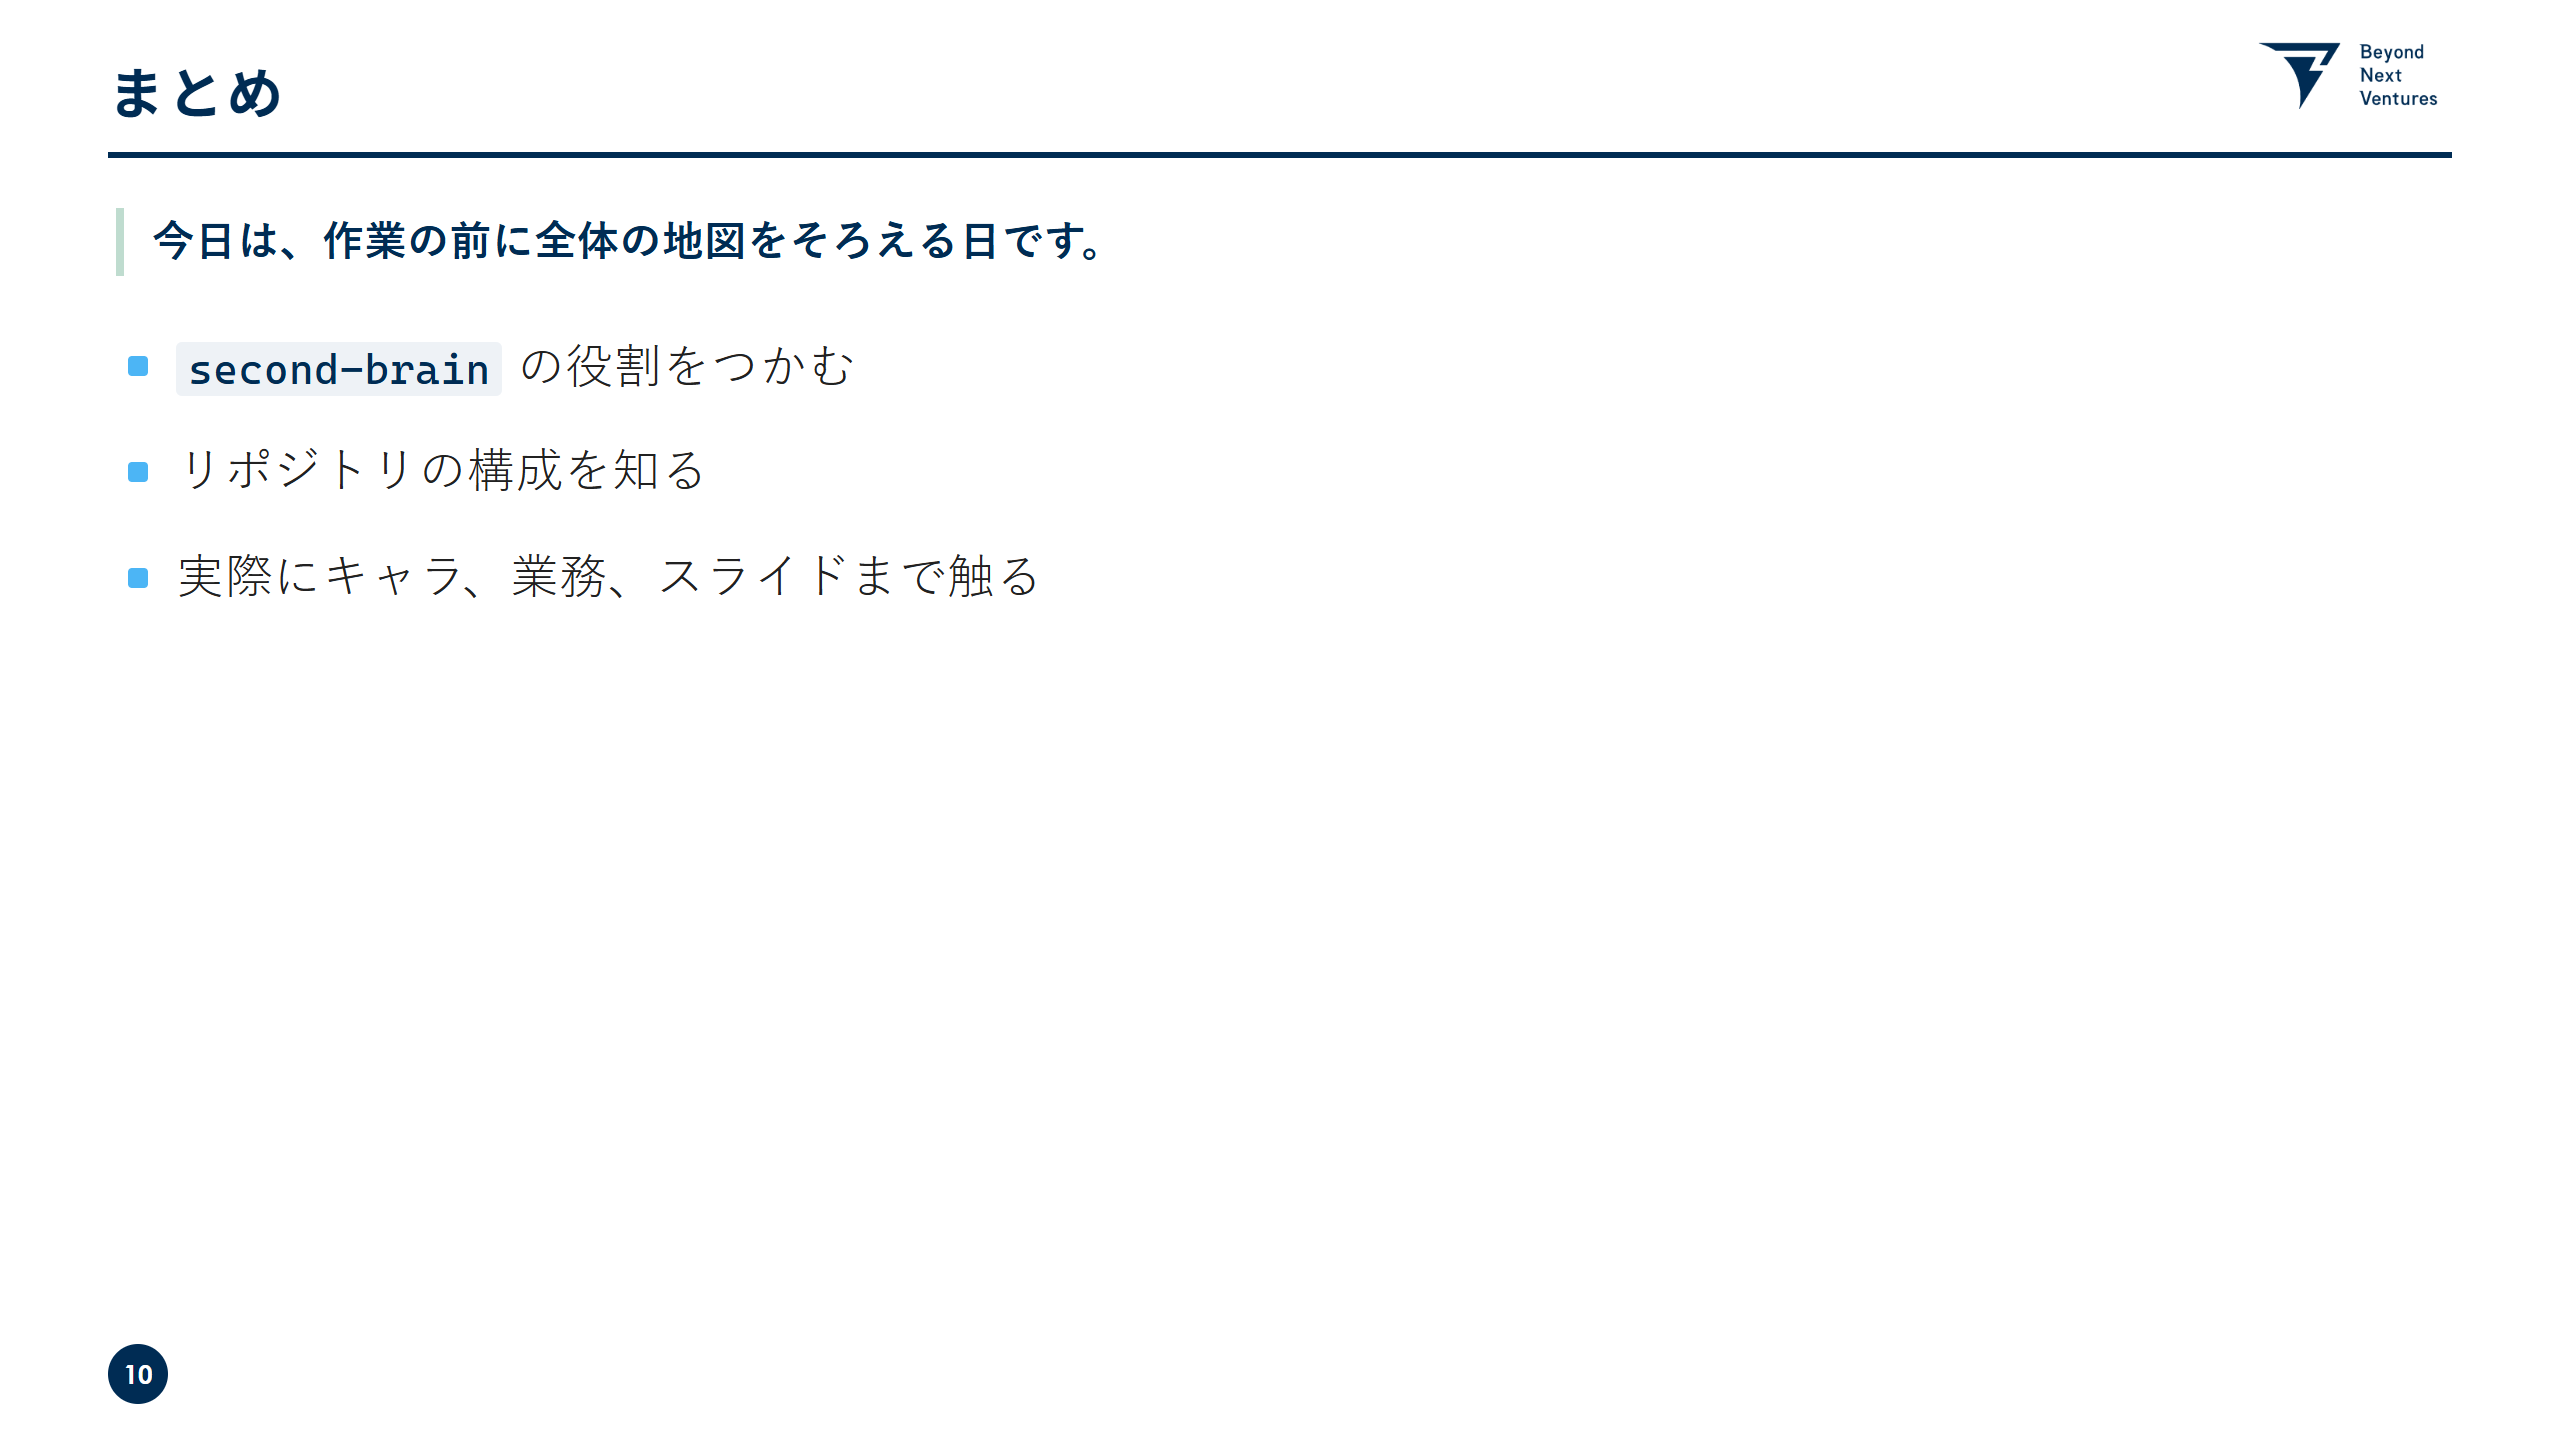 まとめ
Beyond
Next
Ventures
今日は、作業の前に全体の地図をそろえる日です。
second-brain の役割をつかむ
リポジトリの構成を知る
実際にキャラ、業務、スライドまで触る
10